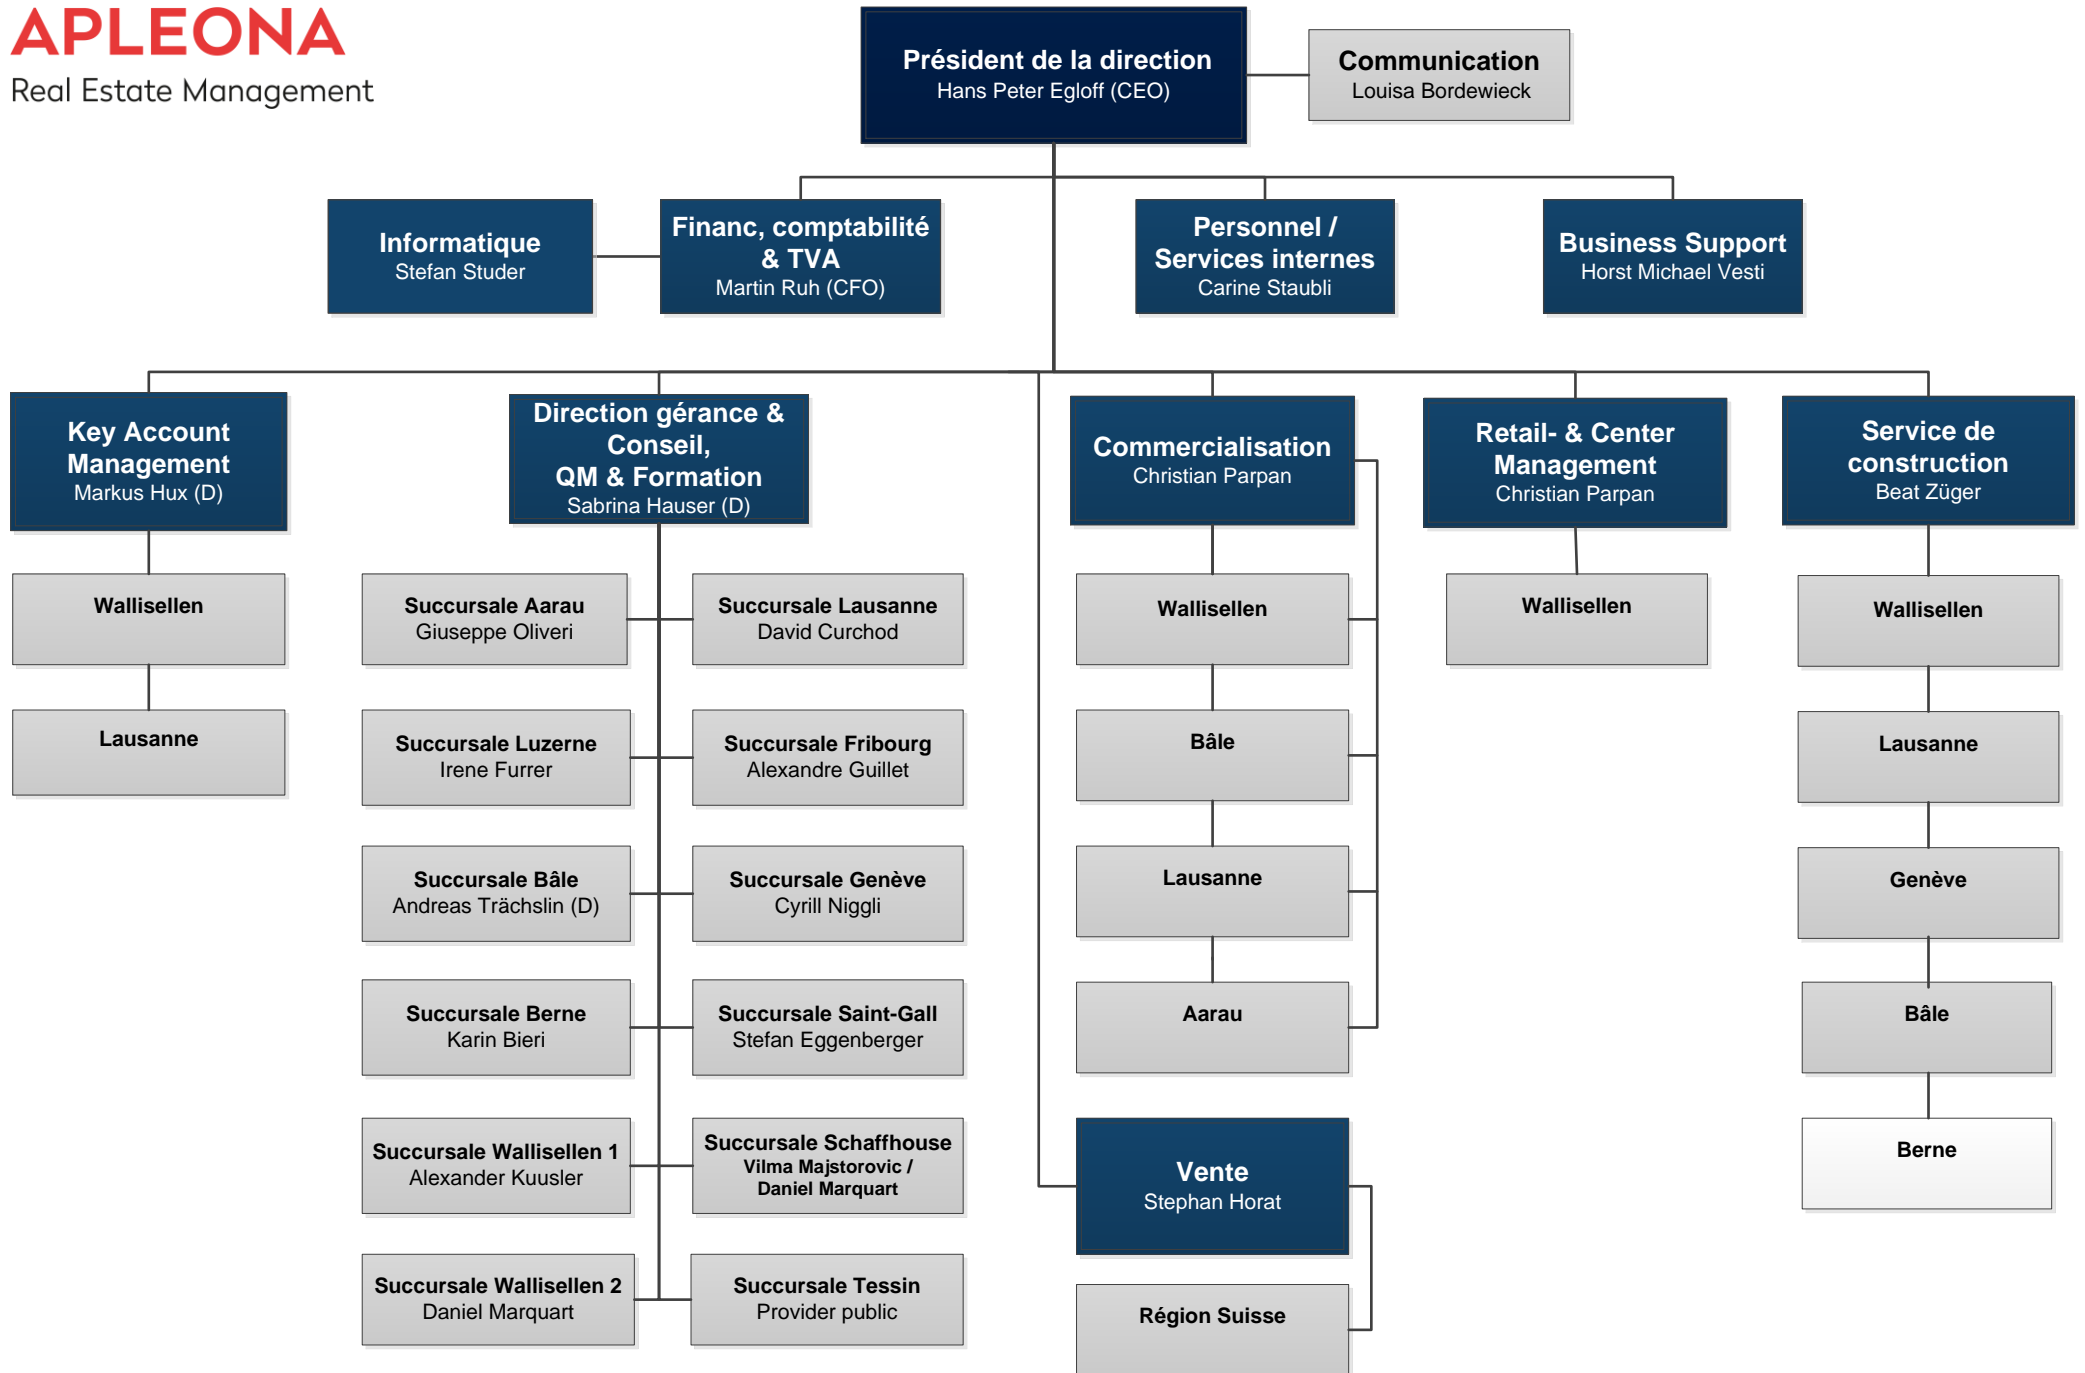 APLEONA
Real Estate Management
Président de la direction
Hans Peter Egloff (CEO)
Communication
Louisa Bordewieck
Informatique
Stefan Studer
Financ, comptabilité
& TVA
Martin Ruh (CFO)
Personnel /
Services internes
Carine Staubli
Business Support
Horst Michael Vesti
Key Account
Management
Markus Hux (D)
Direction gérance &
Conseil,
QM & Formation
Sabrina Hauser (D)
Commercialisation
Christian Parpan
Retail- & Center
Management
Christian Parpan
Service de
construction
Beat Züger
Wallisellen
Lausanne
Succursale Aarau
Giuseppe Oliveri
Succursale Lausanne
David Curchod
Succursale Luzerne
Irene Furrer
Succursale Fribourg
Alexandre Guillet
Succursale Bâle
Andreas Trächslin (D)
Succursale Genève
Cyrill Niggli
Succursale Berne
Karin Bieri
Succursale Saint-Gall
Stefan Eggenberger
Succursale Wallisellen 1
Alexander Kuusler
Succursale Schaffhouse
Vilma Majstorovic /
Daniel Marquart
Succursale Wallisellen 2
Daniel Marquart
Succursale Tessin
Provider public
Wallisellen
Bâle
Lausanne
Aarau
Vente
Stephan Horat
Région Suisse
Wallisellen
Wallisellen
Lausanne
Genève
Bâle
Berne